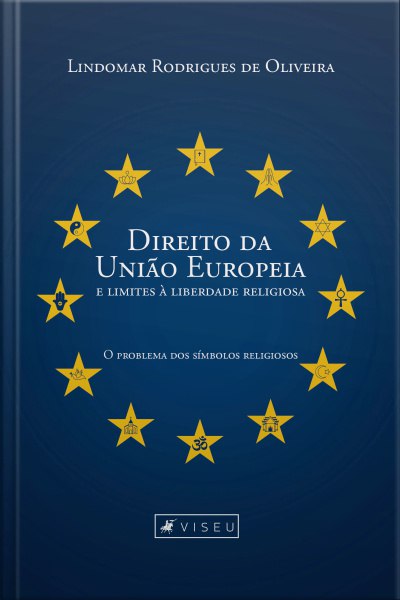 Lindomar Rodrigues de Oliveira
Direito da
União Europeia
e limites à liberdade religiosa
O problema dos símbolos religiosos
VISEU